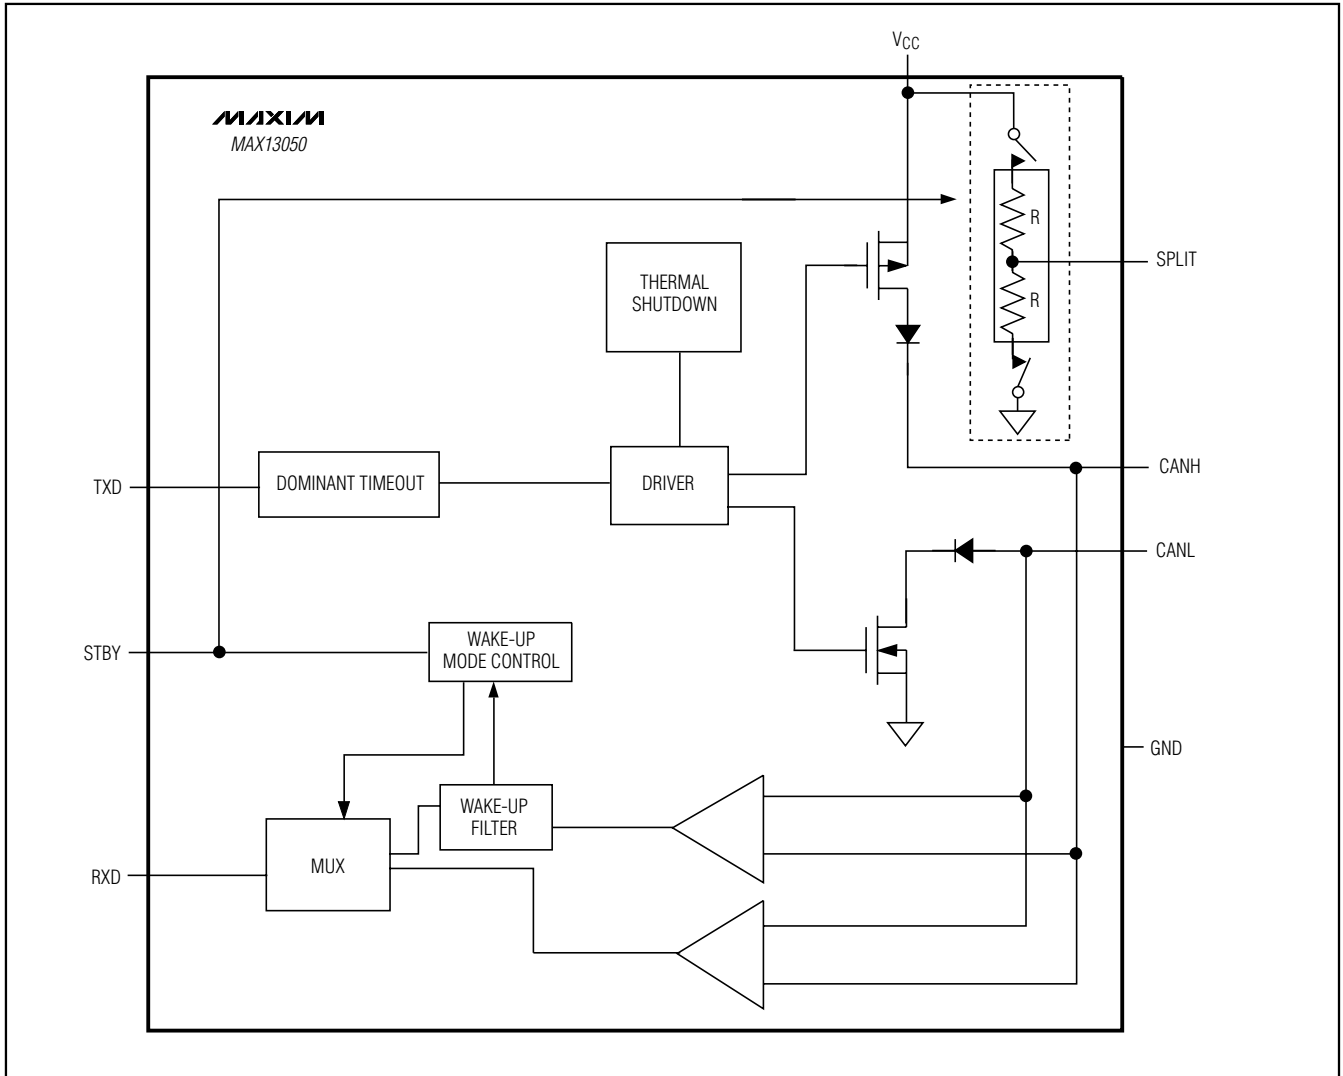 VCC
MAXIM
MAX13050
R
SPLIT
THERMAL
SHUTDOWN
R
CANH
TXD
DOMINANT TIMEOUT
DRIVER
CANL
STBY
WAKE-UP
MODE CONTROL
GND
WAKE-UP
FILTER
MUX
RXD